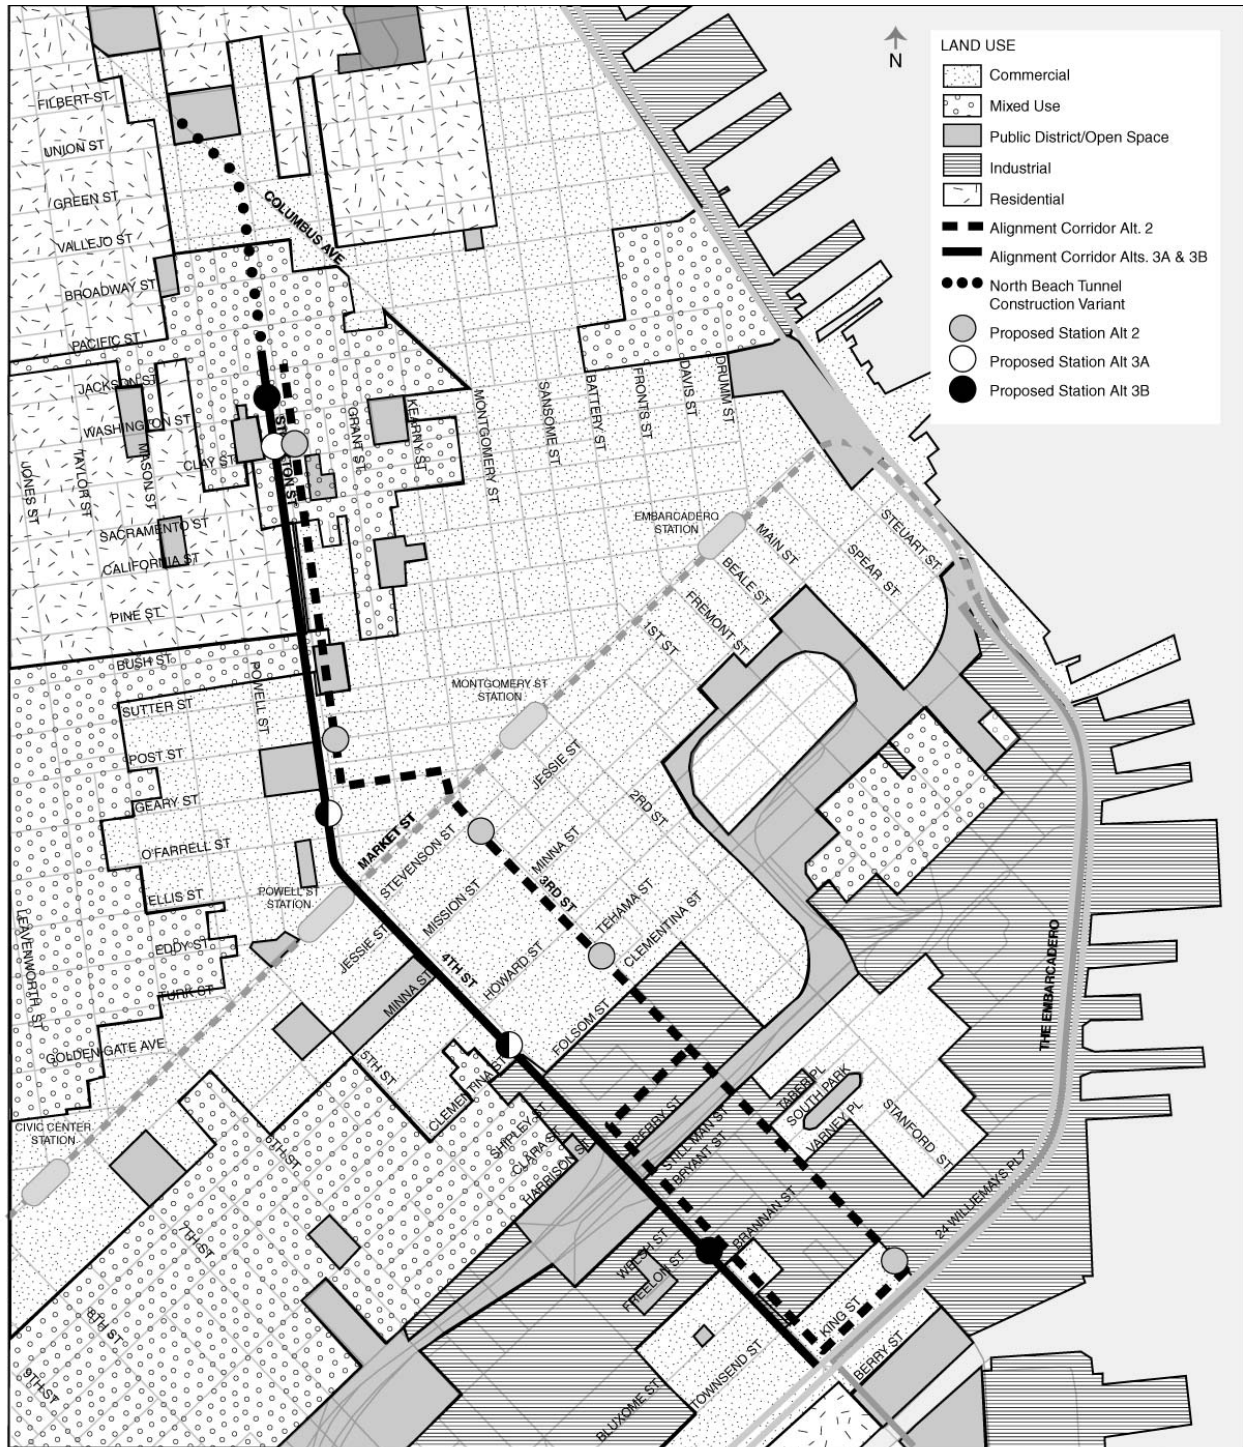 N
LAND USE
Commercial
Mixed Use
Public District/Open Space
Industrial
Residential
Alignment Corridor Alt. 2
Alignment Corridor Alts. 3A & 3B
North Beach Tunnel
Construction Variant
Proposed Station Alt 2
Proposed Station Alt 3A
Proposed Station Alt 3B
FILBERT ST
UNION ST
GREEN ST
VALLEJO ST
BROADWAY ST
PACIFIC ST
JACKSON ST
WASHINGTON ST
CLAY ST
SACRAMENTO ST
CALIFORNIA ST
PINE ST
BUSH ST
SUTTER ST
POST ST
GEARY ST
O'FARRELL ST
ELLIS ST
EDDY ST
TURK ST
GOLDEN GATE AVE
COLUMBUS AVE
JONES ST
TAYLOR ST
MASON ST
POWELL ST
LEAVENWORTH ST
GRANT ST
KEARNY ST
MONTGOMERY ST
SANSOME ST
BATTERY ST
FRONTS ST
DAVIS ST
DRUMM ST
EMBARCADERO
STATION
MONTGOMERY ST
STATION
POWELL ST
STATION
CIVIC CENTER
STATION
MARKET ST
STEUART ST
SPEAR ST
MAIN ST
BEALE ST
FREMONT ST
1ST ST
2RD ST
3RD ST
4TH ST
5TH ST
6TH ST
7TH ST
8TH ST
9TH ST
JESSIE ST
STEVENSON ST
MINNA ST
MISSION ST
TEHAMA ST
CLEMENTINA ST
HOWARD ST
JESSIE ST
MINNA ST
FOLSOM ST
CLEMENTINA ST
SHIPLEY ST
CLARA ST
HARRISON ST
PERRY ST
STILLMAN ST
BRYANT ST
TABER PL
SOUTH PARK
VARNEY PL
STANFORD ST
BRANNAN ST
WELSH ST
FREELON ST
24 WILLIEMAYS PL7
THE EMBARCADERO
KING ST
BERRY ST
TOWNSEND ST
BLUXOME ST